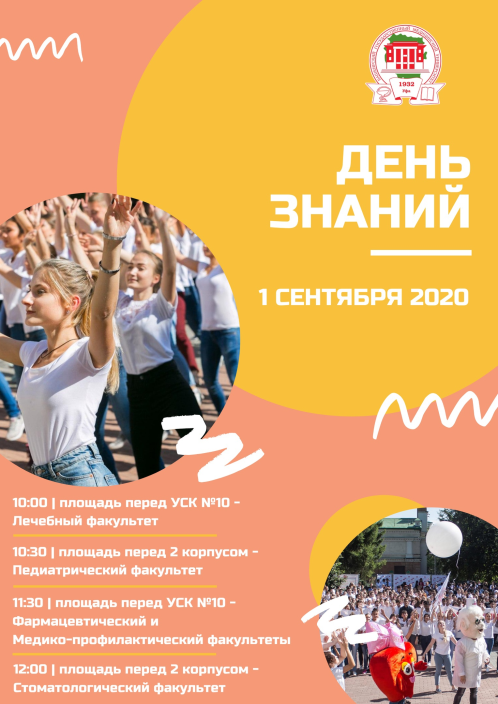 1932
Уфа
ДЕНЬ
ЗНАНИЙ
1 СЕНТЯБРЯ 2020
10:00 | площадь перед УСК №10 -
Лечебный факультет
10:30 | площадь перед 2 корпусом -
Педиатрический факультет
11:30 | площадь перед УСК №10 -
Фармацевтический и
Медико-профилактический факультеты
12:00 | площадь перед 2 корпусом -
Стоматологический факультет